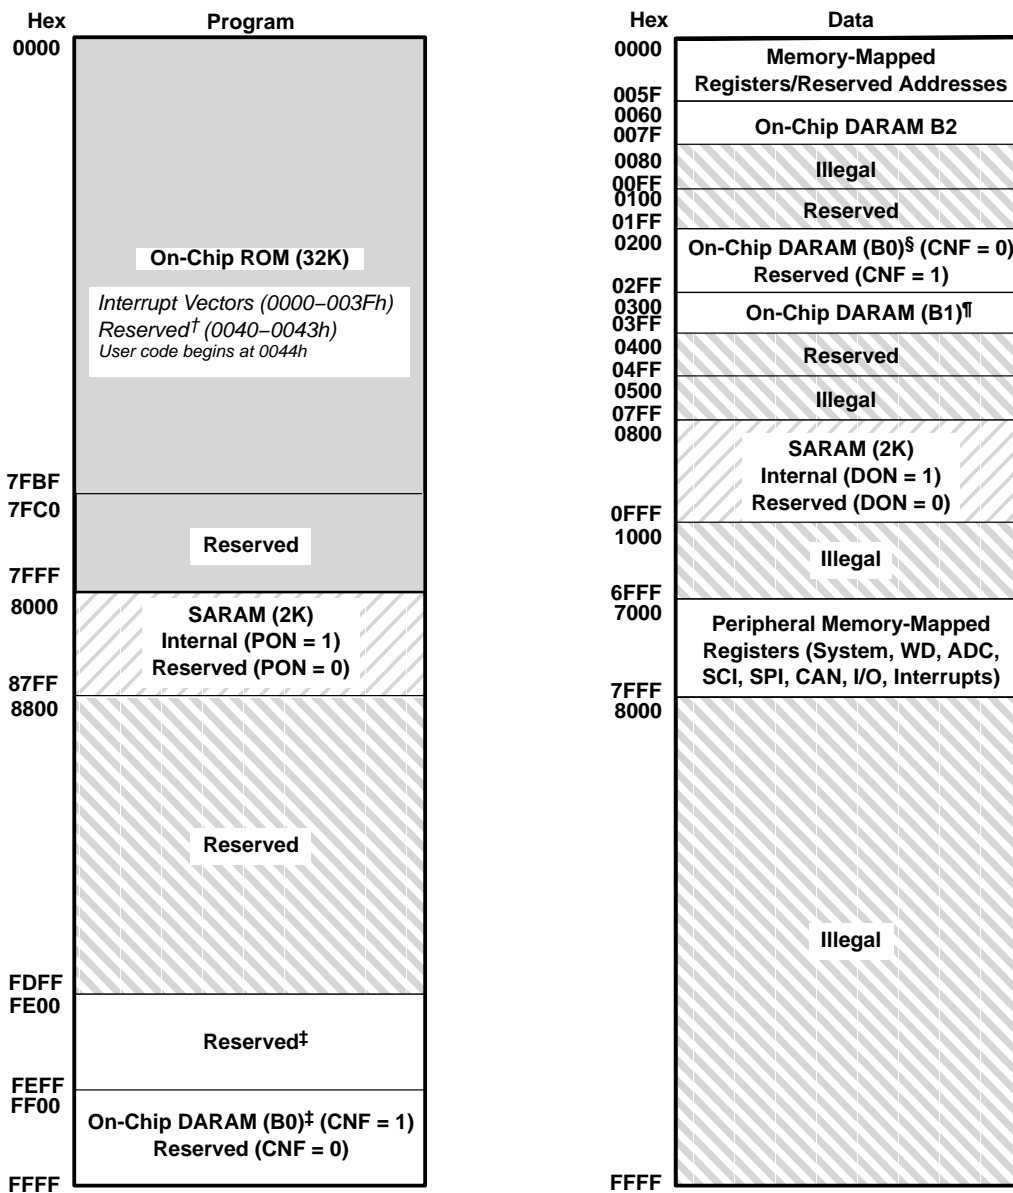 Hex Program
0000
On-Chip ROM (32K)
Interrupt Vectors (0000–003Fh)
Reserved† (0040–0043h)
User code begins at 0044h
7FBF
7FC0
Reserved
7FFF
8000
SARAM (2K)
Internal (PON = 1)
Reserved (PON = 0)
87FF
8800
Reserved
FDFF
FE00
Reserved‡
FEFF
FF00
On-Chip DARAM (B0)‡ (CNF = 1)
Reserved (CNF = 0)
FFFF
Hex Data
0000
Memory-Mapped
Registers/Reserved Addresses
005F
0060
On-Chip DARAM B2
007F
0080
Illegal
00FF
0100
Reserved
01FF
0200
On-Chip DARAM (B0)§ (CNF = 0)
Reserved (CNF = 1)
02FF
0300
On-Chip DARAM (B1)¶
03FF
0400
Reserved
04FF
0500
Illegal
07FF
0800
SARAM (2K)
Internal (DON = 1)
Reserved (DON = 0)
0FFF
1000
Illegal
6FFF
7000
Peripheral Memory-Mapped
Registers (System, WD, ADC,
SCI, SPI, CAN, I/O, Interrupts)
7FFF
8000
Illegal
FFFF